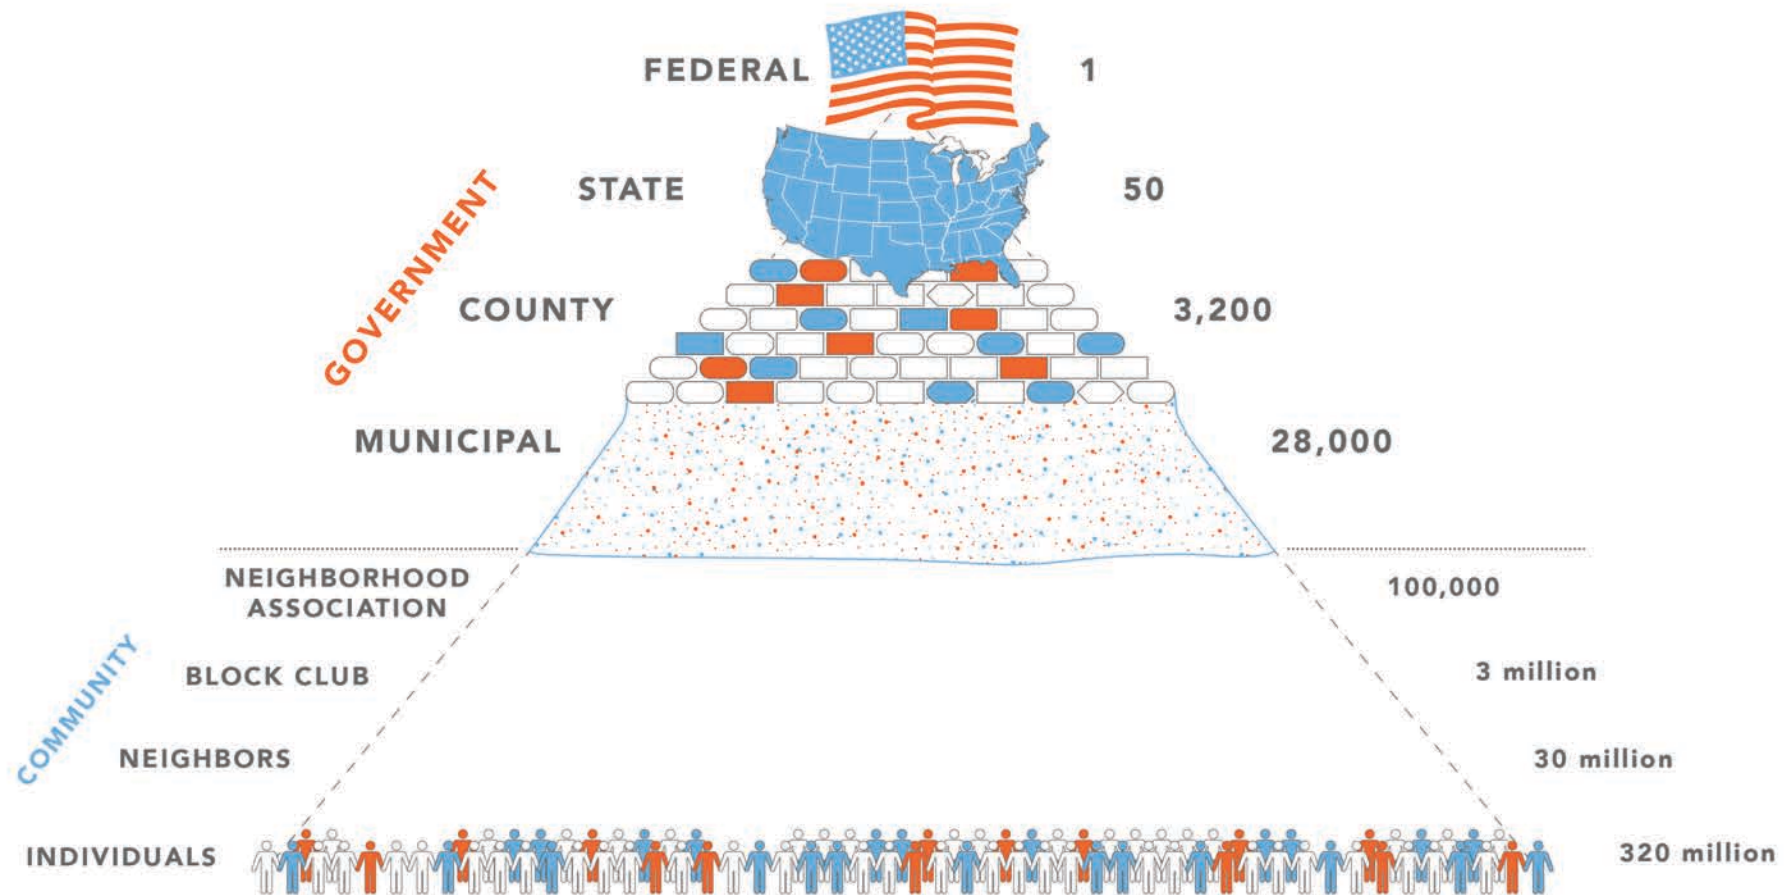 FEDERAL 1
STATE 50
GOVERNMENT
COUNTY 3,200
MUNICIPAL 28,000
NEIGHBORHOOD
ASSOCIATION
100,000
COMMUNITY
BLOCK CLUB 3 million
NEIGHBORS 30 million
INDIVIDUALS 320 million